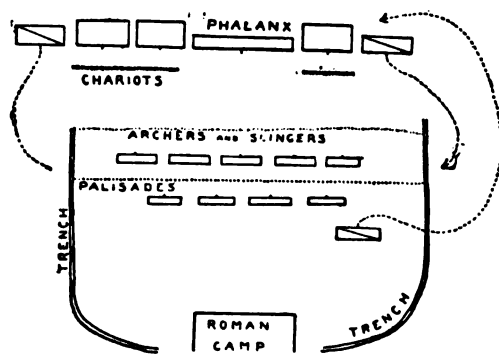 PHALANX
CHARIOTS
ARCHERS AND SLINGERS
PALISADES
TRENCH
TRENCH
ROMAN
CAMP